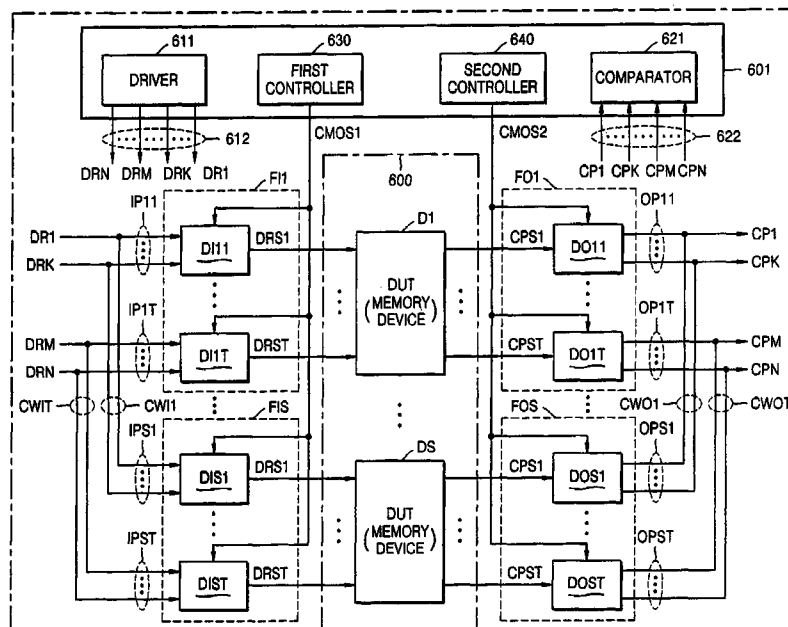 611
630
640
621
DRIVER
FIRST CONTROLLER
SECOND CONTROLLER
COMPARATOR
601
612
CMOS1
CMOS2
622
DRN DRM DRK DR1
600
CP1 CPK CPM CPN
IP11
FI1
D1
FO1
OP11
DR1
DI11
DRS1
CPS1
DO11
CP1
DRK
DUT
(MEMORY DEVICE)
CPK
IP1T
OP1T
DRM
DI1T
DRST
CPST
DO1T
CPM
DRN
CPN
CWIT
CWI1
FIS
FOS
CWO1
CWOT
IPS1
DS
OPS1
DIS1
DRS1
CPS1
DOS1
DUT
(MEMORY DEVICE)
IPST
OPST
DIST
DRST
CPST
DOST